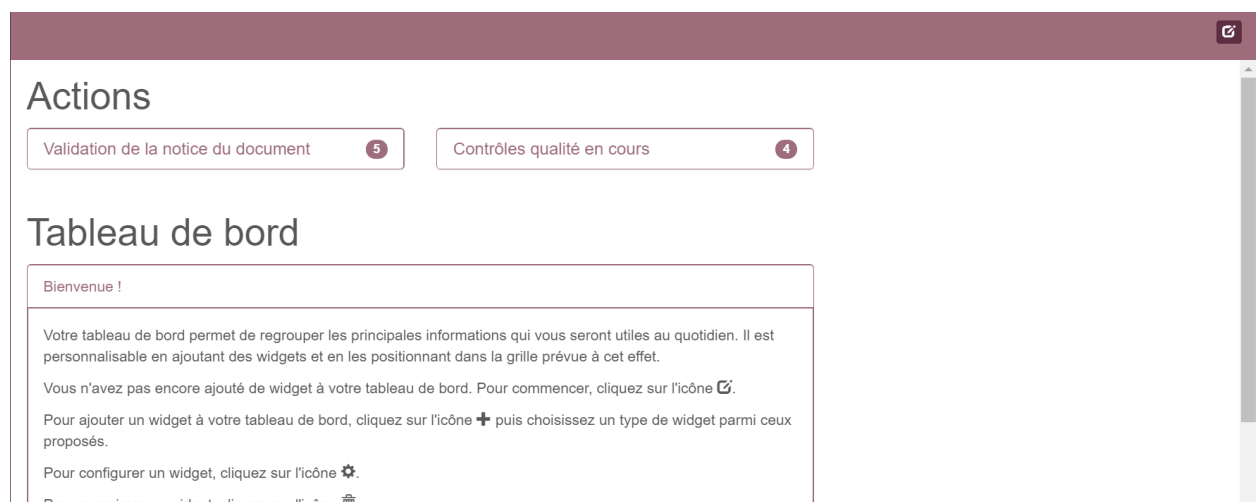 Actions
Validation de la notice du document 5
Contrôles qualité en cours 4
Tableau de bord
Bienvenue !
Votre tableau de bord permet de regrouper les principales informations qui vous seront utiles au quotidien. Il est
personnalisable en ajoutant des widgets et en les positionnant dans la grille prévue à cet effet.
Vous n'avez pas encore ajouté de widget à votre tableau de bord. Pour commencer, cliquez sur l'icône .
Pour ajouter un widget à votre tableau de bord, cliquez sur l'icône puis choisissez un type de widget parmi ceux
proposés.
Pour configurer un widget, cliquez sur l'icône .